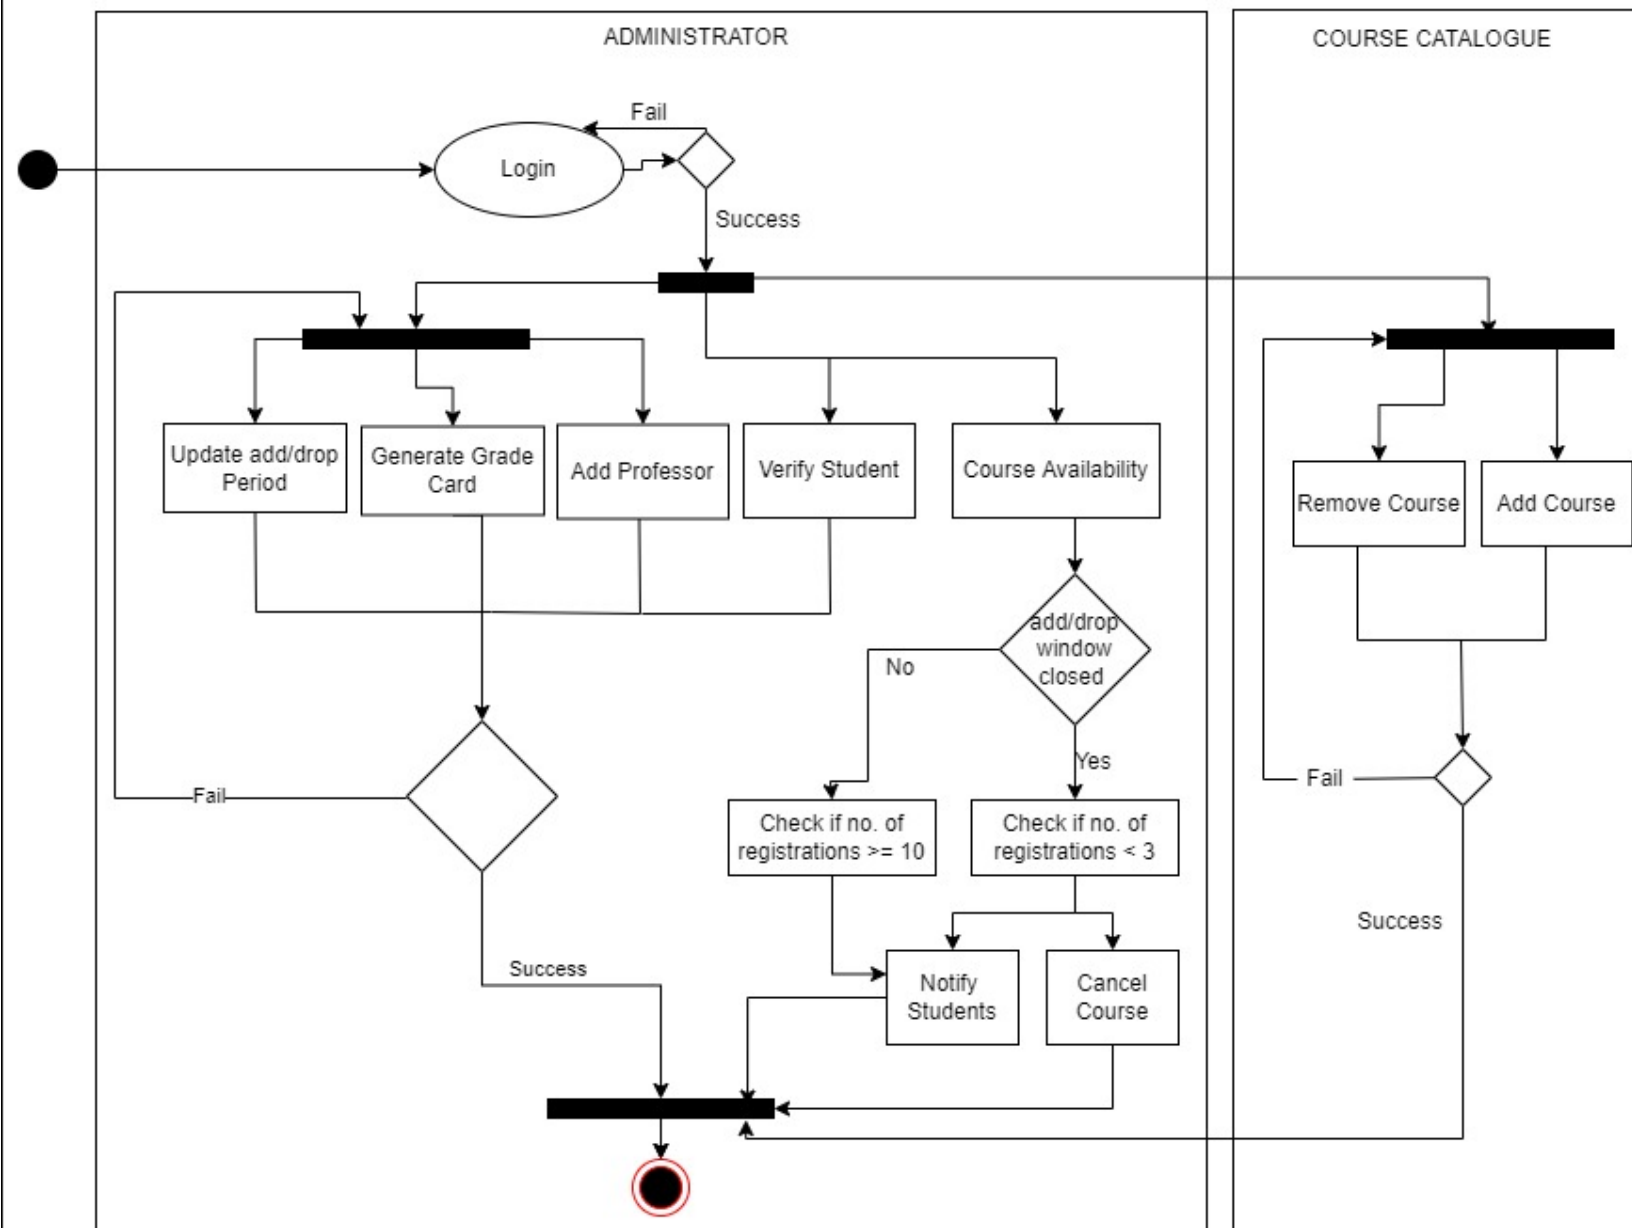 ADMINISTRATOR
COURSE CATALOGUE
Fail
Login
Success
Update add/drop
Period
Generate Grade
Card
Add Professor
Verify Student
Course Availability
Remove Course
Add Course
add/drop
window
closed
No
Yes
Fail
Fail
Check if no. of
registrations >= 10
Check if no. of
registrations < 3
Success
Success
Notify
Students
Cancel
Course